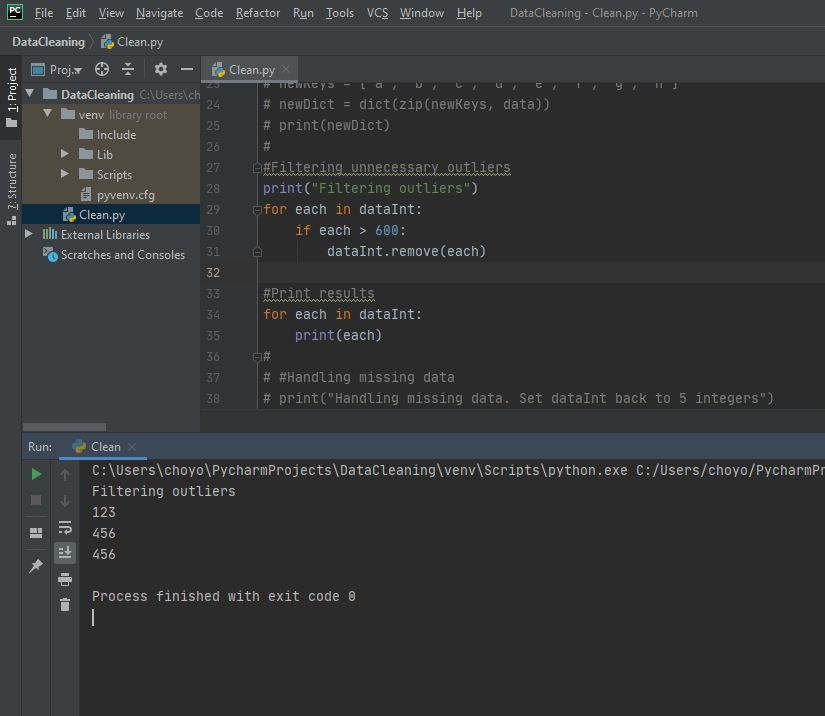 PC File Edit View Navigate Code Refactor Run Tools VCS Window Help DataCleaning - Clean.py - PyCharm
DataCleaning Clean.py
1: Project
7: Structure
Proj...
DataCleaning C:\Users\ch
venv library root
Include
Lib
Scripts
pyvenv.cfg
Clean.py
External Libraries
Scratches and Consoles
Clean.py
23 # newKeys = ['a', 'b', 'c', 'd', 'e', 'f', 'g', 'h']
24 # newDict = dict(zip(newKeys, data))
25 # print(newDict)
26 #
27 #Filtering unnecessary outliers
28 print("Filtering outliers")
29 for each in dataInt:
30 if each > 600:
31 dataInt.remove(each)
32
33 #Print results
34 for each in dataInt:
35 print(each)
36 #
37 # #Handling missing data
38 # print("Handling missing data. Set dataInt back to 5 integers")
Run: Clean
C:\Users\choyo\PycharmProjects\DataCleaning\venv\Scripts\python.exe C:/Users/choyo/PycharmPr
Filtering outliers
123
456
456
Process finished with exit code 0